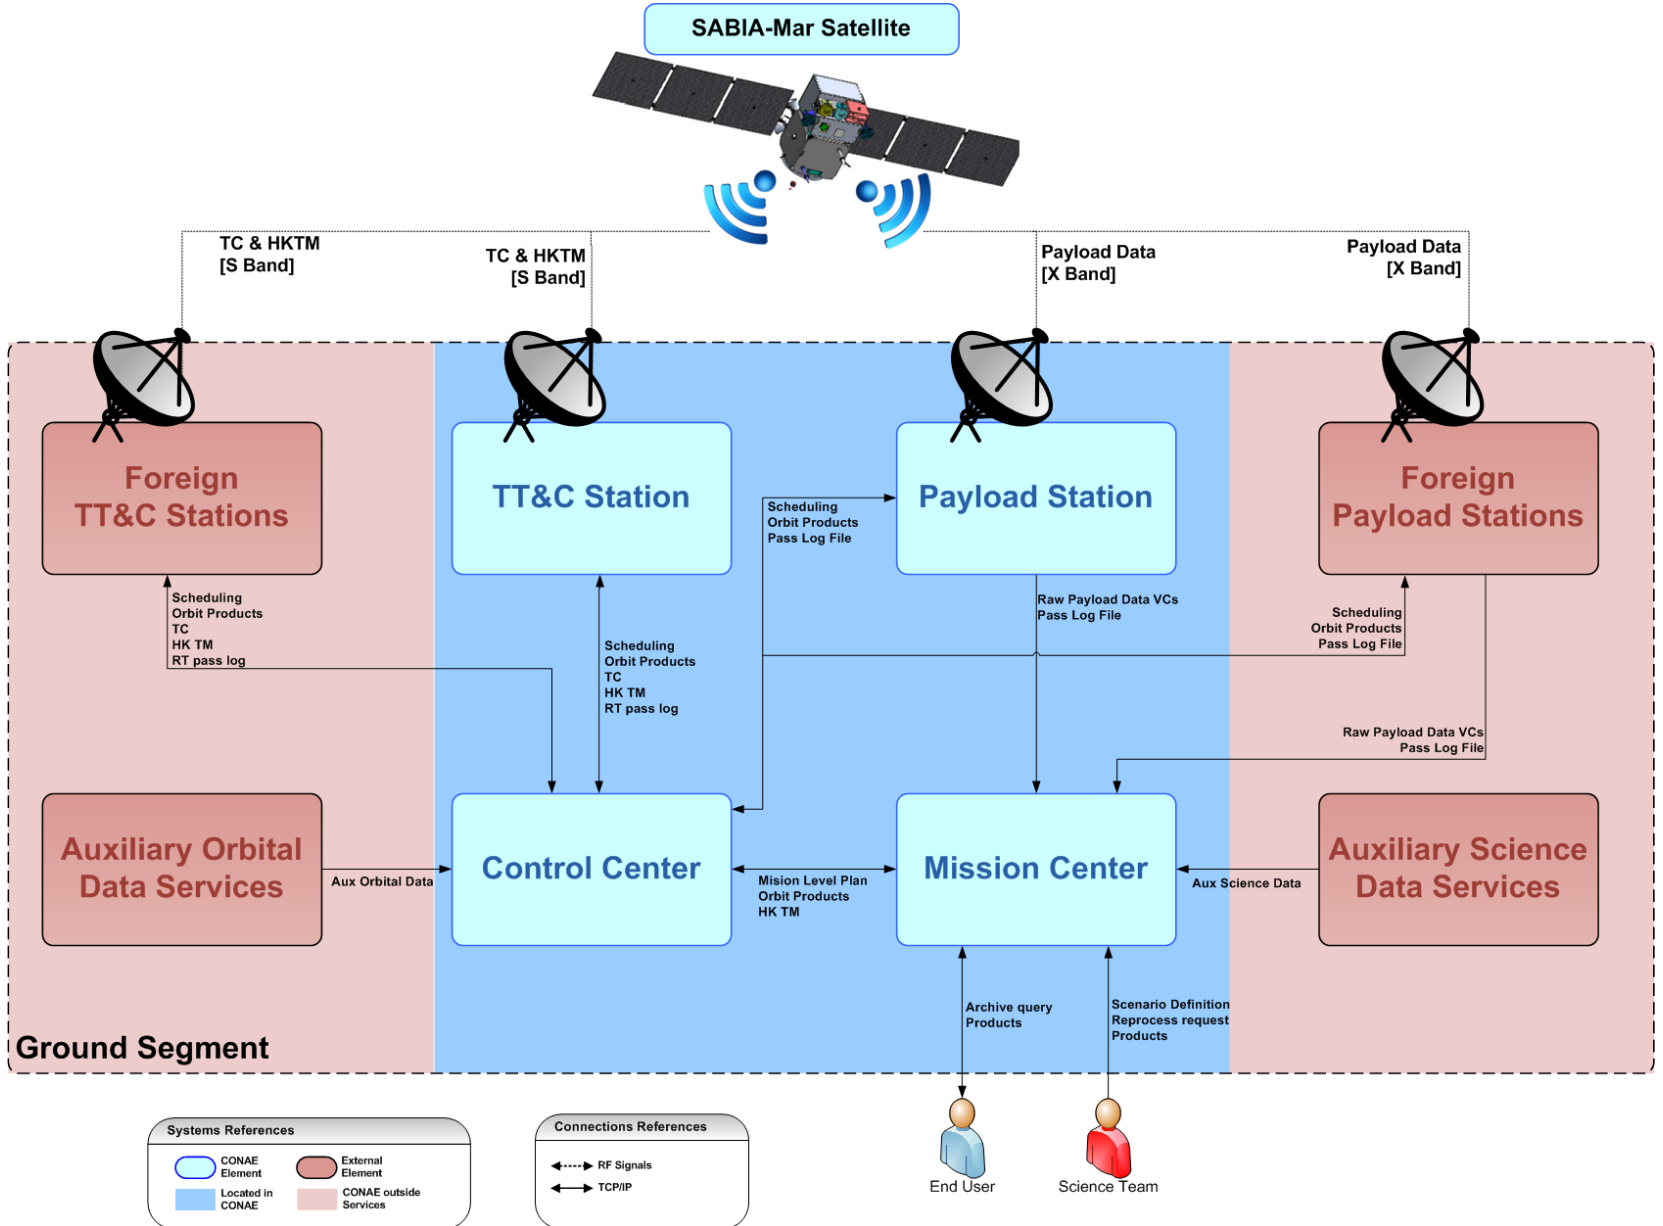 SABIA-Mar Satellite
TC & HKTM
[S Band]
TC & HKTM
[S Band]
Payload Data
[X Band]
Payload Data
[X Band]
Foreign
TT&C Stations
TT&C Station
Payload Station
Foreign
Payload Stations
Scheduling
Orbit Products
Pass Log File
Scheduling
Orbit Products
TC
HK TM
RT pass log
Scheduling
Orbit Products
TC
HK TM
RT pass log
Raw Payload Data VCs
Pass Log File
Scheduling
Orbit Products
Pass Log File
Raw Payload Data VCs
Pass Log File
Auxiliary Orbital
Data Services
Aux Orbital Data
Control Center
Mision Level Plan
Orbit Products
HK TM
Mission Center
Aux Science Data
Auxiliary Science
Data Services
Archive query
Products
Scenario Definition
Reprocess request
Products
Ground Segment
End User
Science Team
Systems References
CONAE
Element
External
Element
Located in
CONAE
CONAE outside
Services
Connections References
RF Signals
TCP/IP